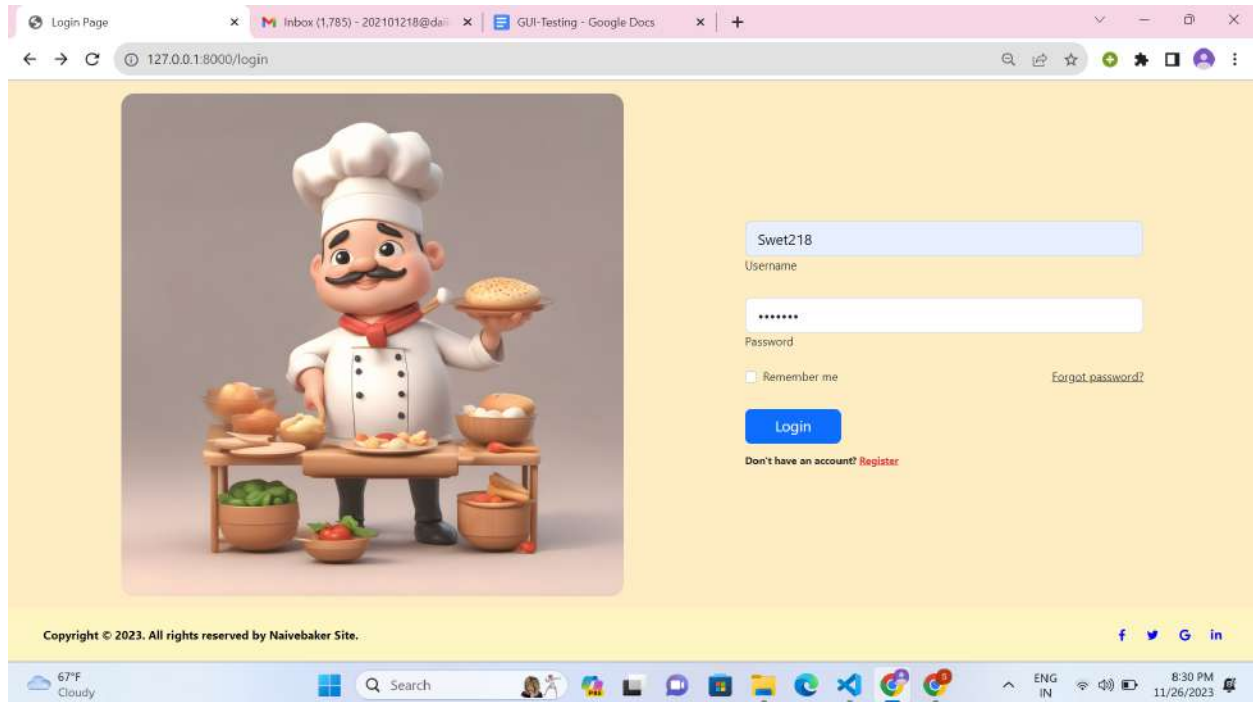 Login Page
Inbox (1,785) - 202101218@dai
GUI-Testing - Google Docs
127.0.0.1:8000/login
Swet218
Username
•••••••
Password
Remember me
Forgot password?
Login
Don't have an account? Register
Copyright © 2023. All rights reserved by Naivebaker Site.
f G in
67°F
Cloudy
Search
ENG
IN
8:30 PM
11/26/2023